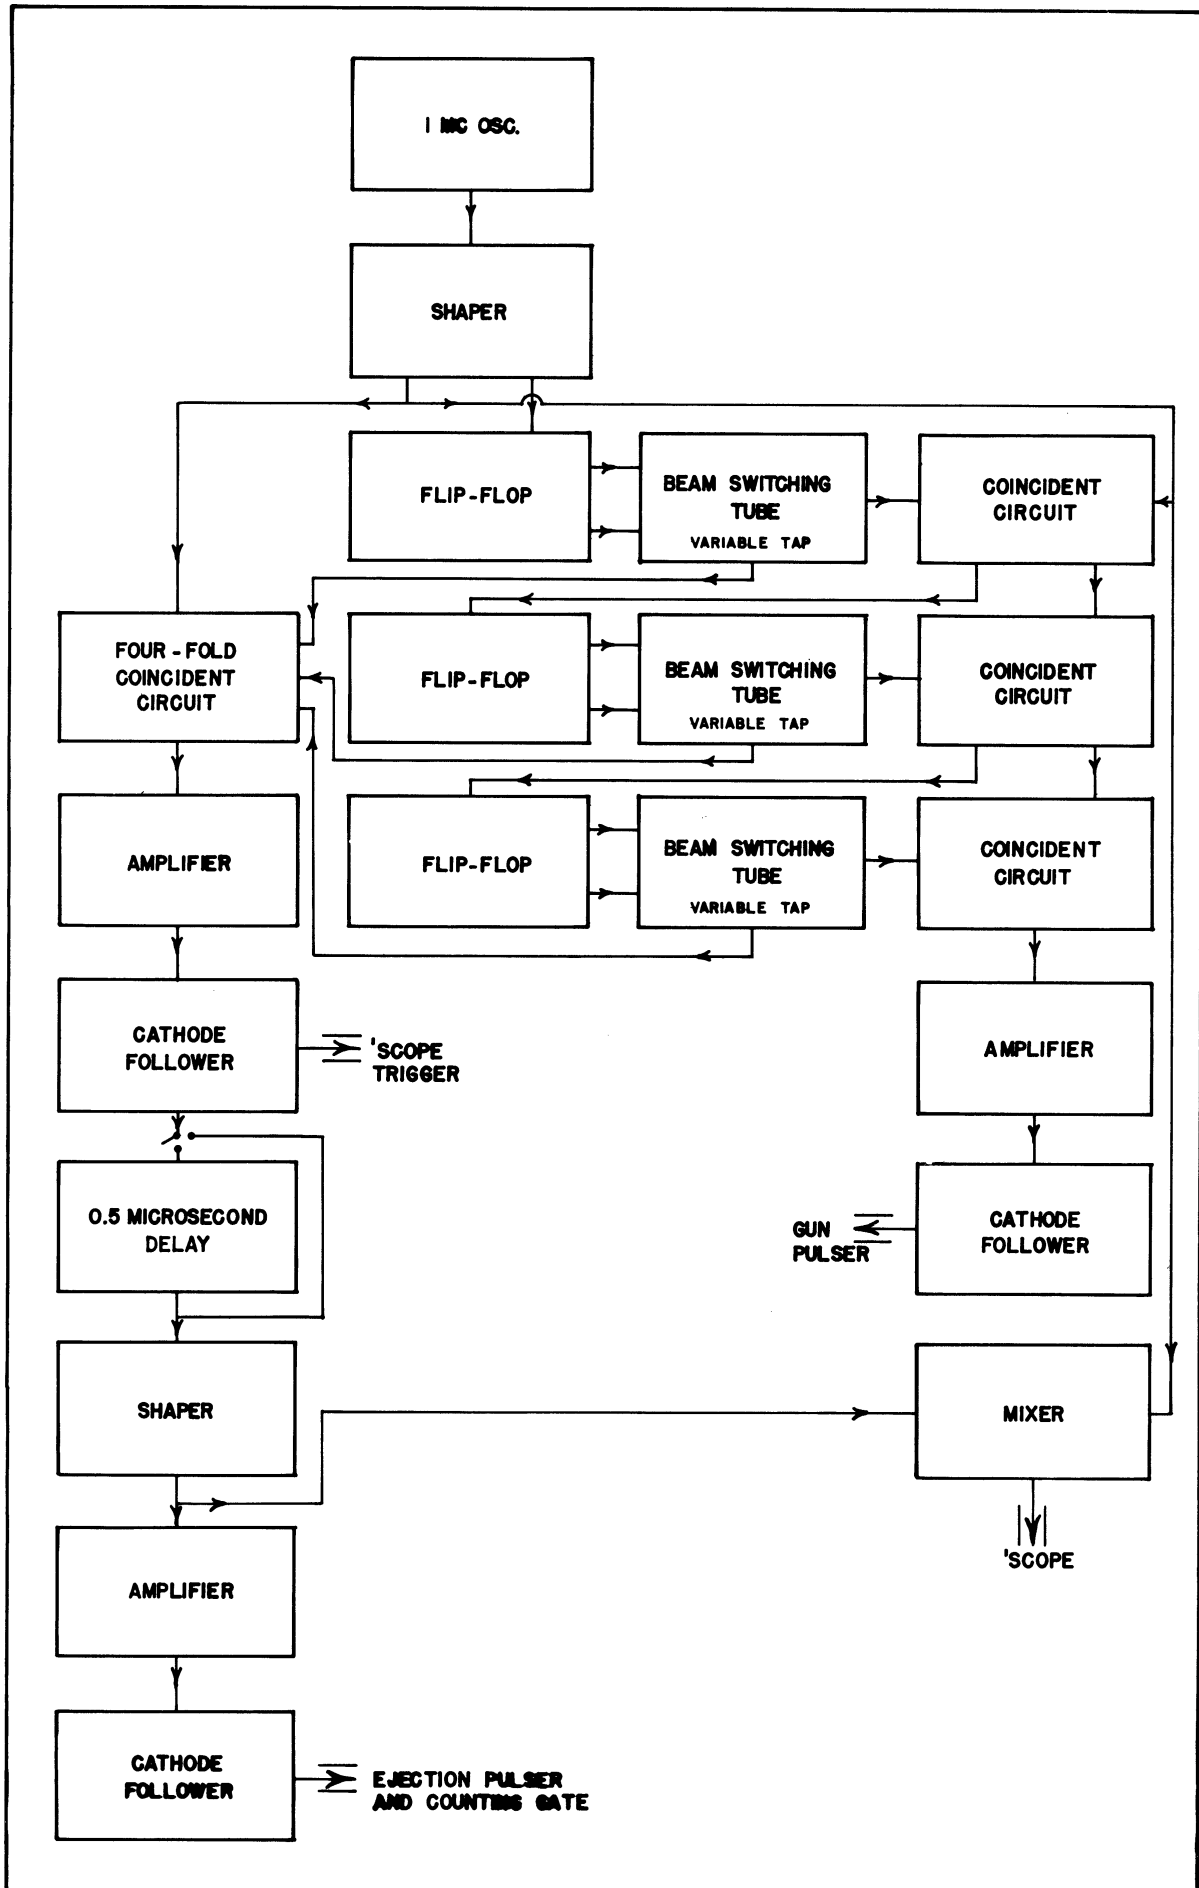 1 MC OSC.
SHAPER
FLIP-FLOP
BEAM SWITCHING
TUBE
VARIABLE TAP
COINCIDENT
CIRCUIT
FOUR-FOLD
COINCIDENT
CIRCUIT
FLIP-FLOP
BEAM SWITCHING
TUBE
VARIABLE TAP
COINCIDENT
CIRCUIT
AMPLIFIER
FLIP-FLOP
BEAM SWITCHING
TUBE
VARIABLE TAP
COINCIDENT
CIRCUIT
CATHODE
FOLLOWER
'SCOPE
TRIGGER
AMPLIFIER
0.5 MICROSECOND
DELAY
GUN
PULSER
CATHODE
FOLLOWER
SHAPER
MIXER
'SCOPE
AMPLIFIER
CATHODE
FOLLOWER
EJECTION PULSER
AND COUNTING GATE